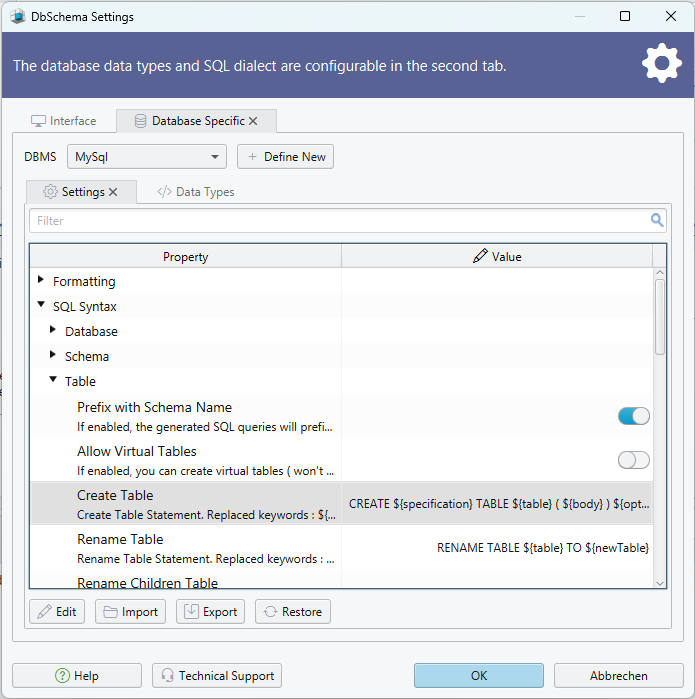 DbSchema Settings
The database data types and SQL dialect are configurable in the second tab.
Interface
Database Specific
DBMS
MySql
Define New
Settings
Data Types
Filter
Property
Value
Formatting
SQL Syntax
Database
Schema
Table
Prefix with Schema Name
If enabled, the generated SQL queries will prefi...
Allow Virtual Tables
If enabled, you can create virtual tables ( won't ...
Create Table
Create Table Statement. Replaced keywords : ${...
CREATE ${specification} TABLE ${table} ( ${body} ) ${opt...
Rename Table
Rename Table Statement. Replaced keywords : ...
RENAME TABLE ${table} TO ${newTable}
Rename Children Table
Edit
Import
Export
Restore
Help
Technical Support
OK
Abbrechen